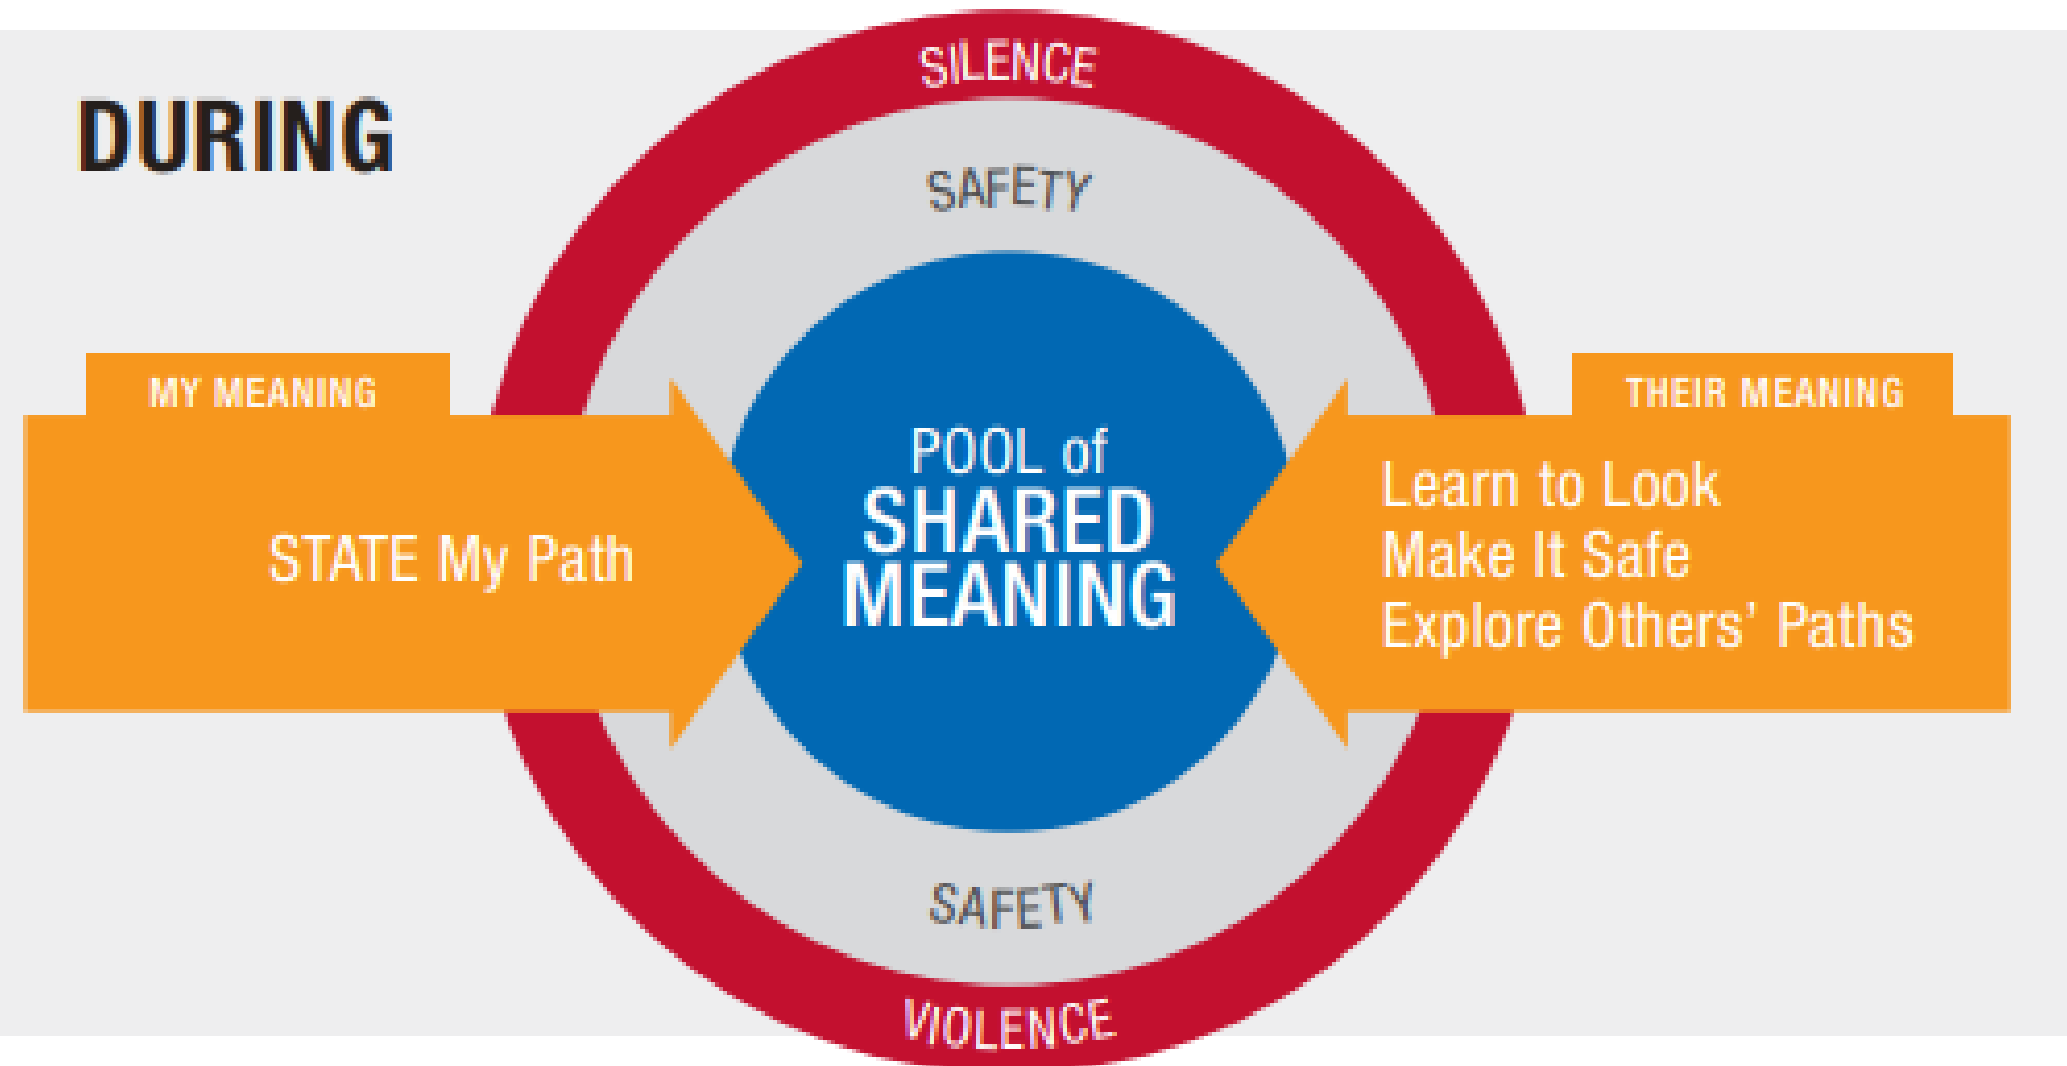 SILENCE
DURING
SAFETY
MY MEANING
THEIR MEANING
STATE My Path
POOL of
SHARED
MEANING
Learn to Look
Make It Safe
Explore Others’ Paths
SAFETY
VIOLENCE